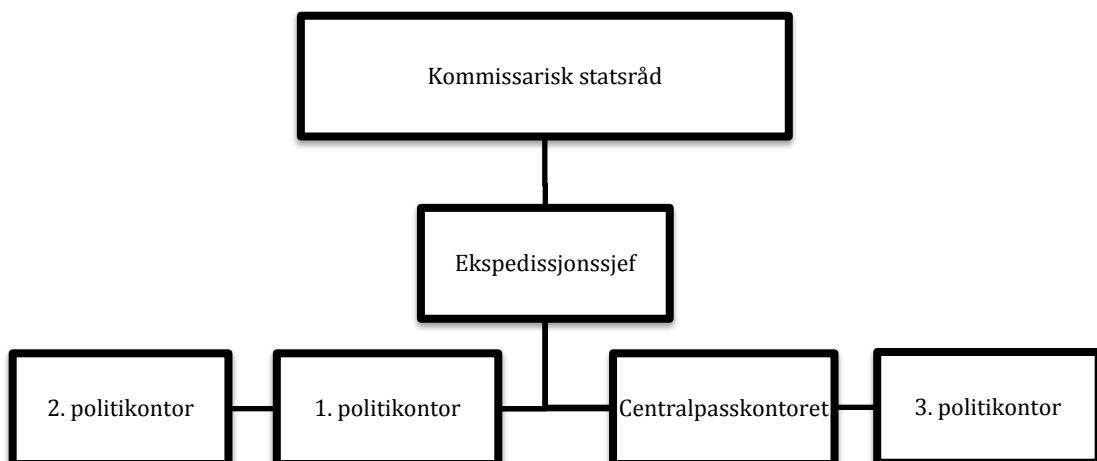 Kommissarisk statsråd
Ekspedissjonssjef
2. politikontor
1. politikontor
Centralpasskontoret
3. politikontor